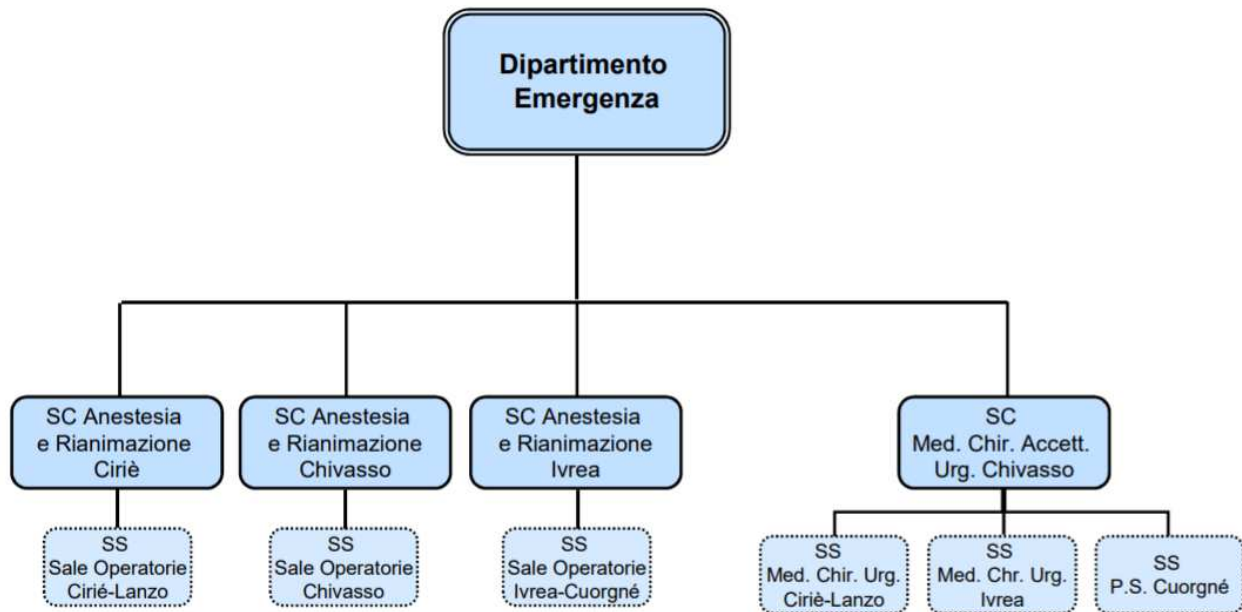 Dipartimento
Emergenza
SC Anestesia
e Rianimazione
Ciriè
SC Anestesia
e Rianimazione
Chivasso
SC Anestesia
e Rianimazione
Ivrea
SC
Med. Chir. Accett.
Urg. Chivasso
SS
Sale Operatorie
Cirié-Lanzo
SS
Sale Operatorie
Chivasso
SS
Sale Operatorie
Ivrea-Cuorgné
SS
Med. Chir. Urg.
Ciriè-Lanzo
SS
Med. Chr. Urg.
Ivrea
SS
P.S. Cuorgné